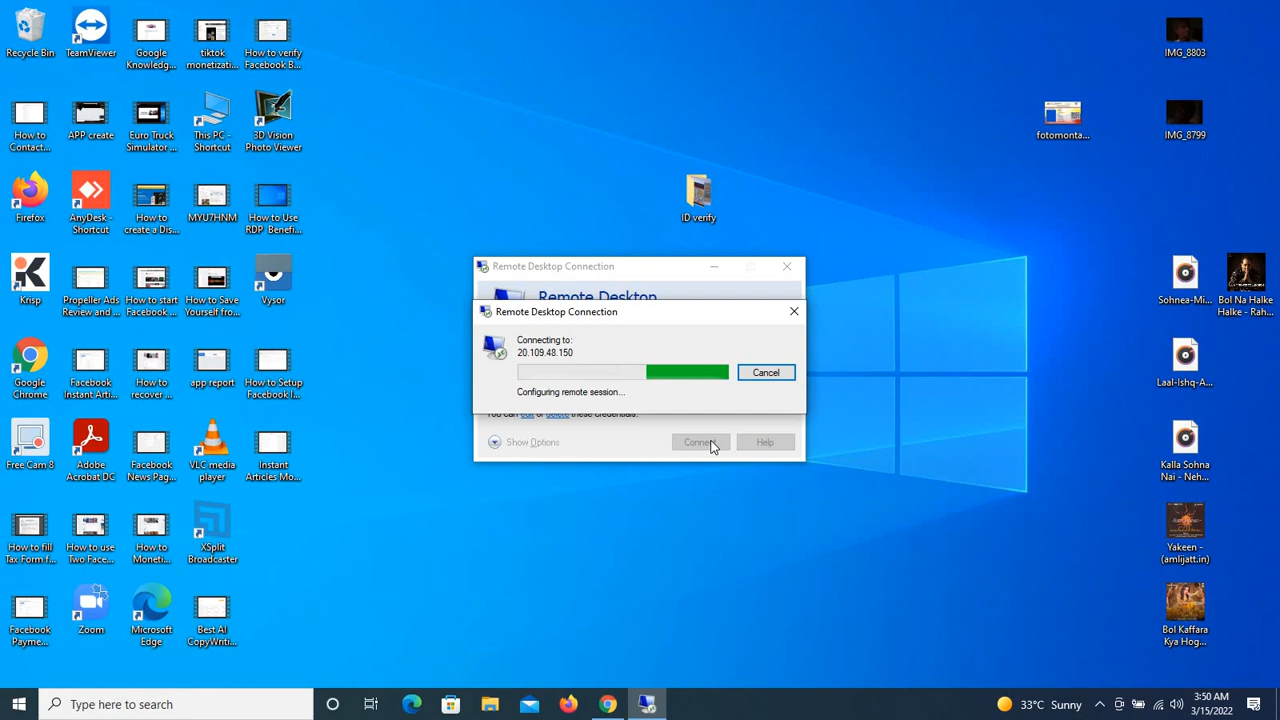 Recycle Bin
TeamViewer
Google
Knowledg...
tiktok
monetizati...
How to verify
Facebook B...
How to
Contact...
APP create
Euro Truck
Simulator ...
This PC -
Shortcut
3D Vision
Photo Viewer
Firefox
AnyDesk -
Shortcut
How to
create a Dis...
MYU7HNM
How to Use
RDP Benefi...
Krisp
Propeller Ads
Review and ...
How to start
Facebook ...
How to Save
Yourself fro...
Vysor
Google
Chrome
Facebook
Instant Arti...
How to
recover ...
app report
How to Setup
Facebook I...
Free Cam 8
Adobe
Acrobat DC
Facebook
News Pag...
VLC media
player
Instant
Articles Mo...
How to fill
Tax Form f...
How to use
Two Face...
How to
Moneti...
XSplit
Broadcaster
Facebook
Payme...
Zoom
Microsoft
Edge
Best AI
CopyWriti...
ID verify
fotomonta...
IMG_8803
IMG_8799
Sohnea-Mi...
Bol Na Halke
Halke - Rah...
Laal-Ishq-A...
Kalla Sohna
Nai - Neh...
Yakeen -
(amlijatt.in)
Bol Kaffara
Kya Hog...
Remote Desktop Connection
Remote Desktop
Remote Desktop Connection
Connecting to:
20.109.48.150
Cancel
Configuring remote session...
You can edit or delete these credentials.
Show Options
Connect
Help
Type here to search
33°C Sunny
3:50 AM
3/15/2022